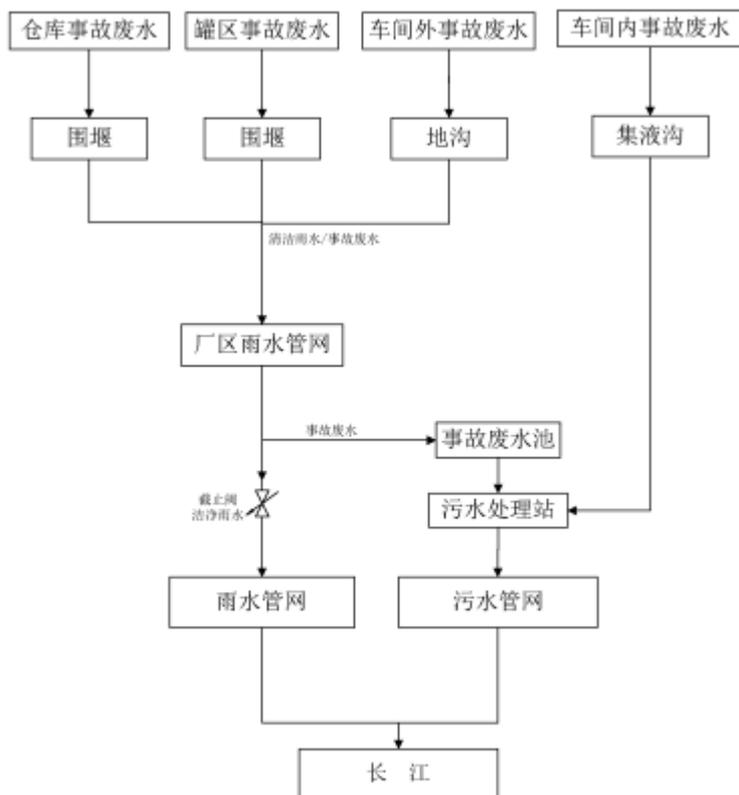 仓库事故废水
罐区事故废水
车间外事故废水
车间内事故废水
围堰
围堰
地沟
集液沟
清洁雨水/事故废水
厂区雨水管网
事故废水
事故废水池
截止阀
洁净雨水
污水处理站
雨水管网
污水管网
长 江